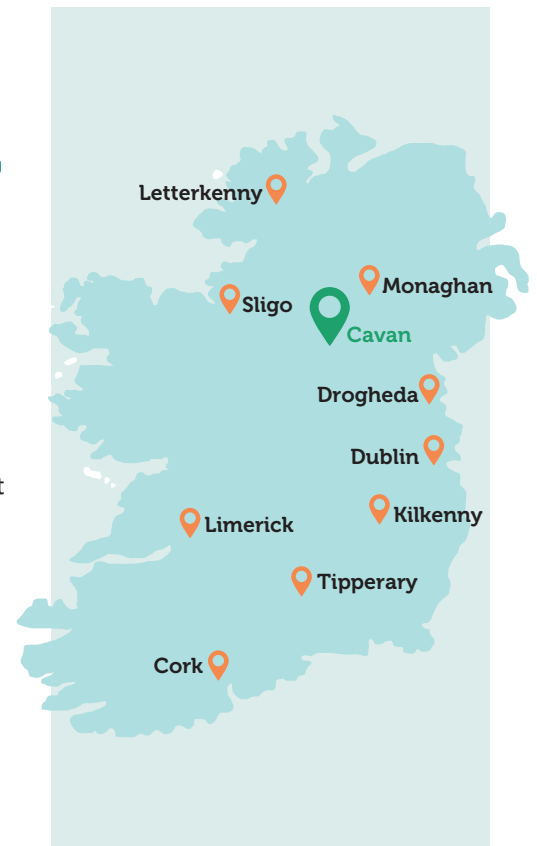 Letterkenny
Monaghan
Sligo
Cavan
Drogheda
Dublin
t
Kilkenny
Limerick
Tipperary
Cork